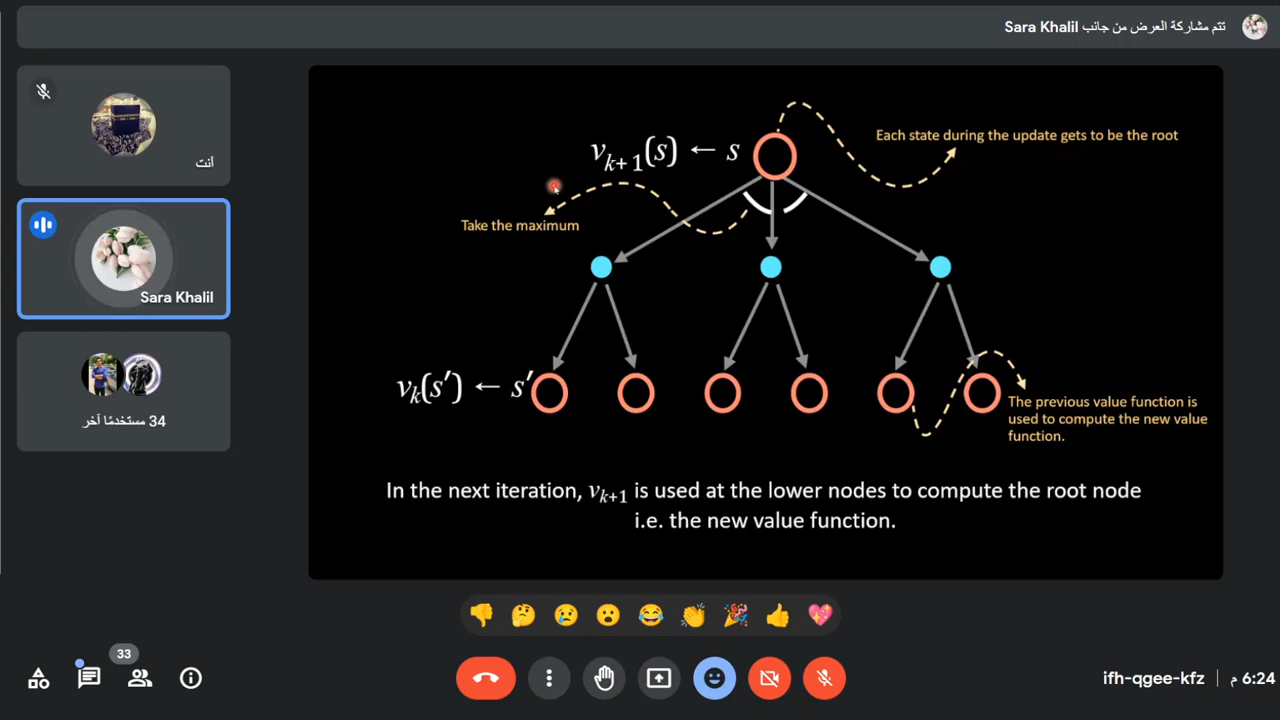 تتم مشاركة العرض من جانب Sara Khalil
أنت
Sara Khalil
34 مستخدمًا آخر
vₖ₊₁(s) ← s
Each state during the update gets to be the root
Take the maximum
vₖ(s′) ← s′
The previous value function is
used to compute the new value
function.
In the next iteration, vₖ₊₁ is used at the lower nodes to compute the root node
i.e. the new value function.
33
ifh-qgee-kfz | 6:24 م